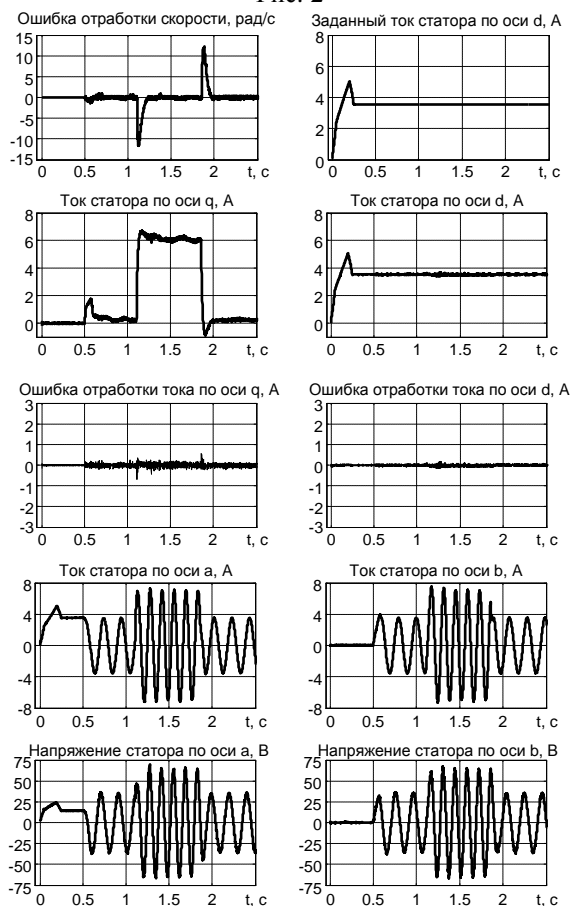 Рис. 2
Ошибка отработки скорости, рад/с
15
10
5
0
-5
-10
-15
0 0.5 1 1.5 2 t, c
Заданный ток статора по оси d, А
8
6
4
2
0
0 0.5 1 1.5 2 t, c
Ток статора по оси q, А
8
6
4
2
0
0 0.5 1 1.5 2 t, c
Ток статора по оси d, А
8
6
4
2
0
0 0.5 1 1.5 2 t, c
Ошибка отработки тока по оси q, А
3
2
1
0
-1
-2
-3
0 0.5 1 1.5 2 t, c
Ошибка отработки тока по оси d, А
3
2
1
0
-1
-2
-3
0 0.5 1 1.5 2 t, c
Ток статора по оси a, А
8
4
0
-4
-8
0 0.5 1 1.5 2 t, c
Ток статора по оси b, А
8
4
0
-4
-8
0 0.5 1 1.5 2 t, c
Напряжение статора по оси a, В
75
50
25
0
-25
-50
-75
0 0.5 1 1.5 2 t, c
Напряжение статора по оси b, В
75
50
25
0
-25
-50
-75
0 0.5 1 1.5 2 t, c